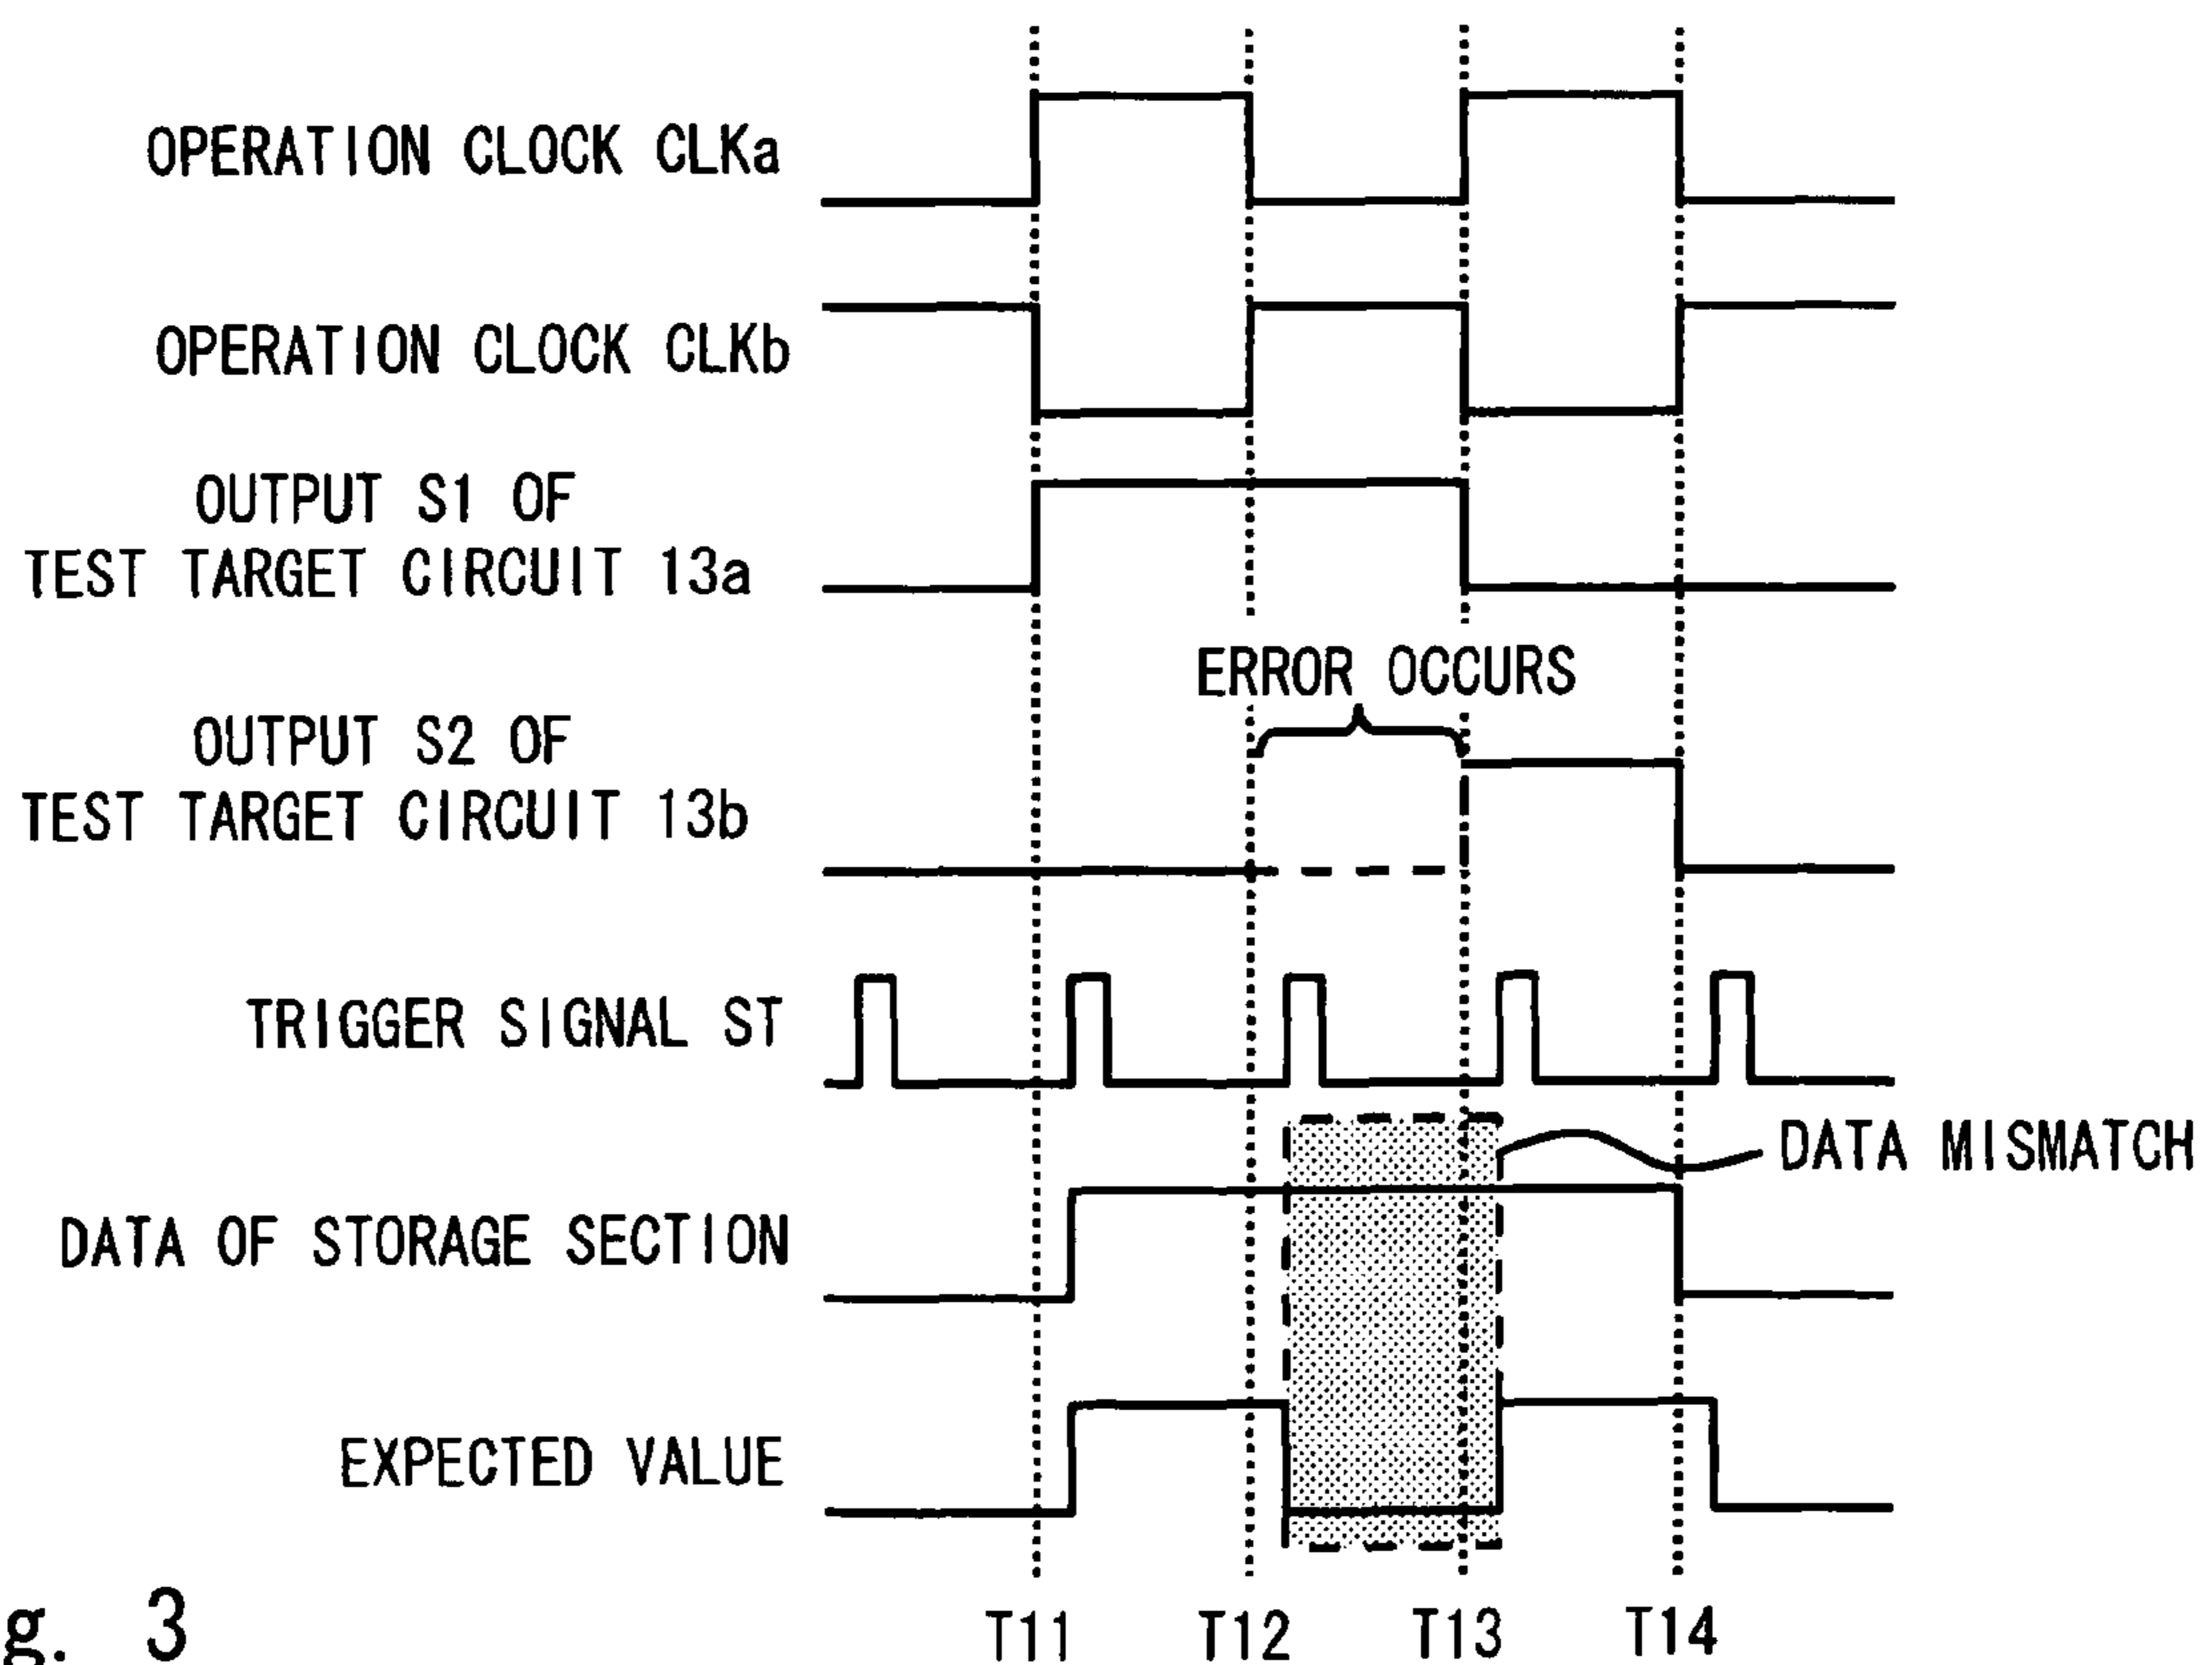 OPERATION CLOCK CLKa
OPERATION CLOCK CLKb
OUTPUT S1 OF
TEST TARGET CIRCUIT 13a
ERROR OCCURS
OUTPUT S2 OF
TEST TARGET CIRCUIT 13b
TRIGGER SIGNAL ST
DATA MISMATCH
DATA OF STORAGE SECTION
EXPECTED VALUE
T11 T12 T13 T14
g. 3